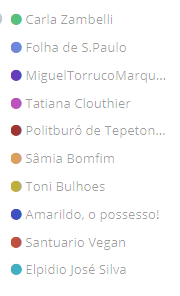 Carla Zambelli
Folha de S.Paulo
MiguelTorrucoMarqu...
Tatiana Clouthier
Politburó de Tepeton...
Sâmia Bomfim
Toni Bulhoes
Amarildo, o possesso!
Santuario Vegan
Elpidio José Silva